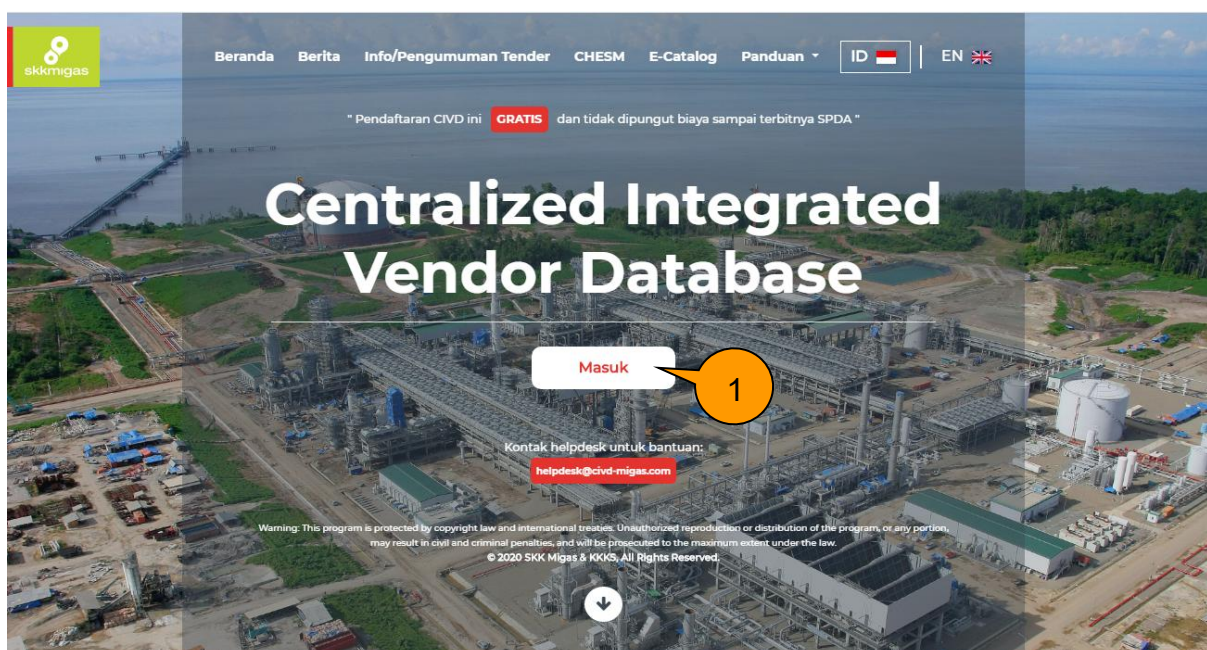 skkmigas
Beranda Berita Info/Pengumuman Tender CHESM E-Catalog Panduan ID EN
" Pendaftaran CIVD ini GRATIS dan tidak dipungut biaya sampai terbitnya SPDA "
Centralized Integrated
Vendor Database
Masuk
1
Kontak helpdesk untuk bantuan:
helpdesk@civd-migas.com
Warning: This program is protected by copyright law and international treaties. Unauthorized reproduction or distribution of the program, or any portion,
may result in civil and criminal penalties, and will be prosecuted to the maximum extent under the law.
© 2020 SKK Migas & KKKS, All Rights Reserved.